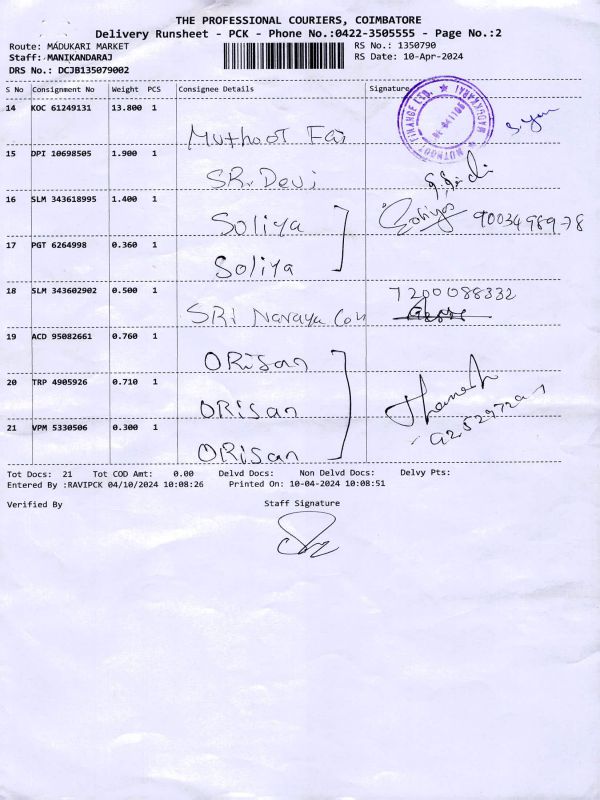 THE PROFESSIONAL COURIERS, COIMBATORE
Delivery Runsheet - PCK - Phone No.:0422-3505555 - Page No.:2
Route: MADUKARI MARKET RS No.: 1350790
Staff: MANIKANDARAJ RS Date: 10-Apr-2024
DRS No.: DCJB135079002
S No Consignment No Weight PCS Consignee Details Signature
14 KOC 61249131 13.800 1 Muthoot Fai
15 DPI 10698505 1.900 1 SR. Devi
16 SLM 343618995 1.400 1 Soliya 9003498978
17 PGT 6264998 0.360 1 Soliya
18 SLM 343602902 0.500 1 SRI Naraya Con 7200088332
19 ACD 95082661 0.760 1 ORisan
20 TRP 4905926 0.710 1 ORisan
21 VPM 5330506 0.300 1 ORisan
Tot Docs: 21 Tot COD Amt: 0.00 Delvd Docs: Non Delvd Docs: Delvy Pts:
Entered By :RAVIPCK 04/10/2024 10:08:26 Printed On: 10-04-2024 10:08:51
Verified By Staff Signature